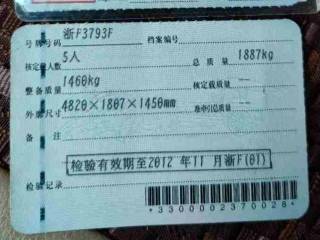 号牌号码 浙F3793F 档案编号
核定载人数 5人 总质量 1887kg
整备质量 1460kg 核定载质量 --
外廓尺寸 4820×1807×1450mm 准牵引总质量 --
备注
检验有效期至2012 年11 月浙F(01)
检验记录
*3300002370028*